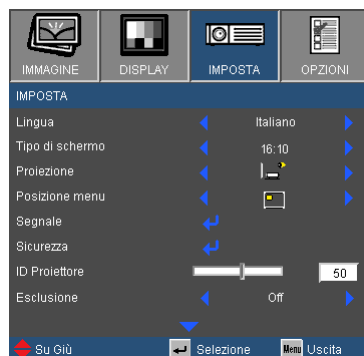 IMMAGINE DISPLAY IMPOSTA OPZIONI
IMPOSTA
Lingua Italiano
Tipo di schermo 16:10
Proiezione
Posizione menu
Segnale
Sicurezza
ID Proiettore 50
Esclusione Off
Su Giù Selezione Menu Uscita